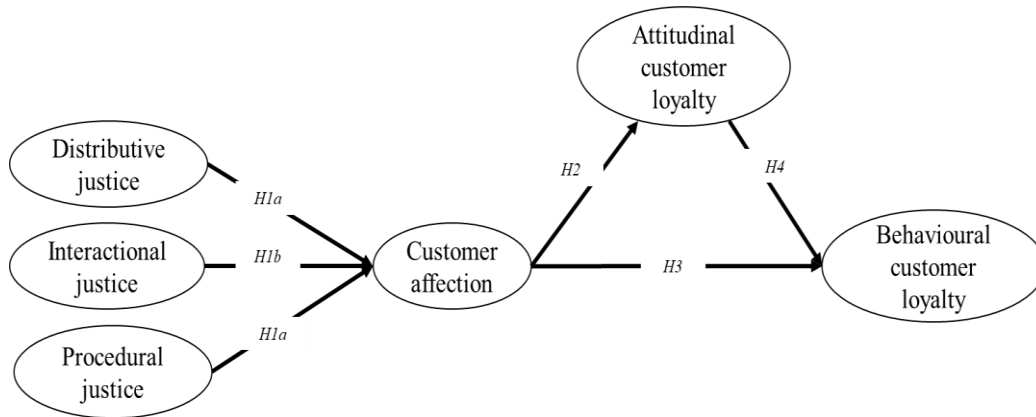 Attitudinal
customer
loyalty
Distributive
justice
H1a
H2
H4
Interactional
justice
H1b
Customer
affection
H3
Behavioural
customer
loyalty
H1a
Procedural
justice